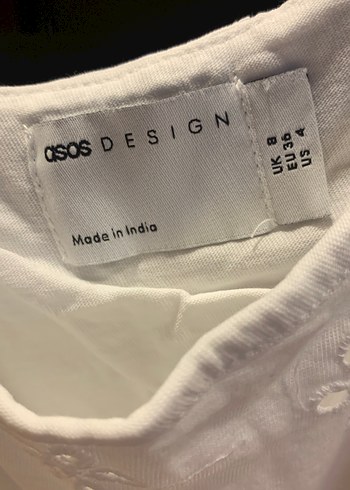 asos DESIGN
Made in India
UK 8
EU 36
US 4